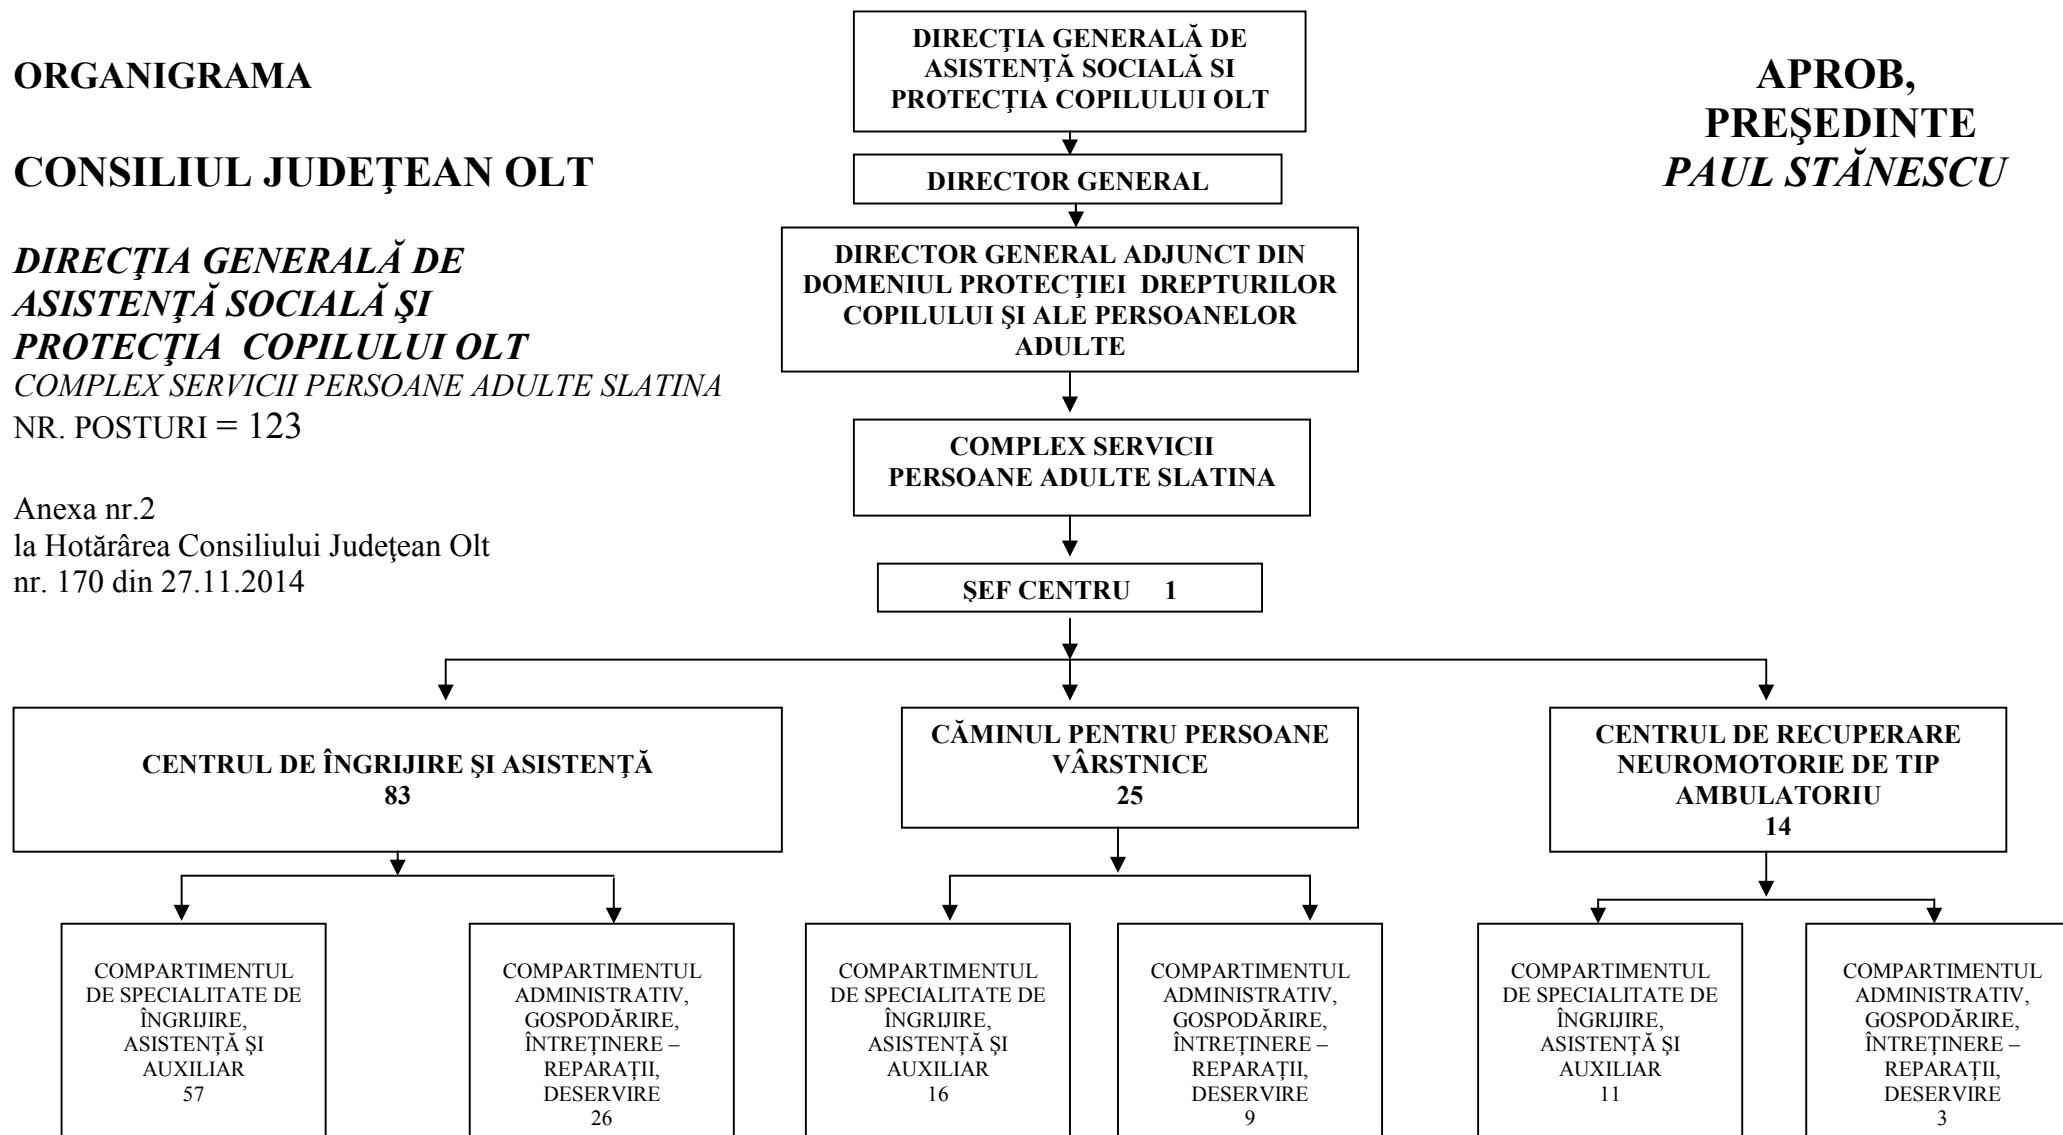 ORGANIGRAMA
CONSILIUL JUDEŢEAN OLT
DIRECŢIA GENERALĂ DE
ASISTENŢĂ SOCIALĂ ŞI
PROTECŢIA COPILULUI OLT
COMPLEX SERVICII PERSOANE ADULTE SLATINA
NR. POSTURI = 123
Anexa nr.2
la Hotărârea Consiliului Judeţean Olt
nr. 170 din 27.11.2014
DIRECŢIA GENERALĂ DE
ASISTENŢĂ SOCIALĂ SI
PROTECŢIA COPILULUI OLT
DIRECTOR GENERAL
DIRECTOR GENERAL ADJUNCT DIN
DOMENIUL PROTECŢIEI DREPTURILOR
COPILULUI ŞI ALE PERSOANELOR
ADULTE
COMPLEX SERVICII
PERSOANE ADULTE SLATINA
ŞEF CENTRU 1
APROB,
PREŞEDINTE
PAUL STĂNESCU
CENTRUL DE ÎNGRIJIRE ŞI ASISTENŢĂ
83
CĂMINUL PENTRU PERSOANE
VÂRSTNICE
25
CENTRUL DE RECUPERARE
NEUROMOTORIE DE TIP
AMBULATORIU
14
COMPARTIMENTUL
DE SPECIALITATE DE
ÎNGRIJIRE,
ASISTENŢĂ ŞI
AUXILIAR
57
COMPARTIMENTUL
ADMINISTRATIV,
GOSPODĂRIRE,
ÎNTREŢINERE –
REPARAŢII,
DESERVIRE
26
COMPARTIMENTUL
DE SPECIALITATE DE
ÎNGRIJIRE,
ASISTENŢĂ ŞI
AUXILIAR
16
COMPARTIMENTUL
ADMINISTRATIV,
GOSPODĂRIRE,
ÎNTREŢINERE –
REPARAŢII,
DESERVIRE
9
COMPARTIMENTUL
DE SPECIALITATE DE
ÎNGRIJIRE,
ASISTENŢĂ ŞI
AUXILIAR
11
COMPARTIMENTUL
ADMINISTRATIV,
GOSPODĂRIRE,
ÎNTREŢINERE –
REPARAŢII,
DESERVIRE
3